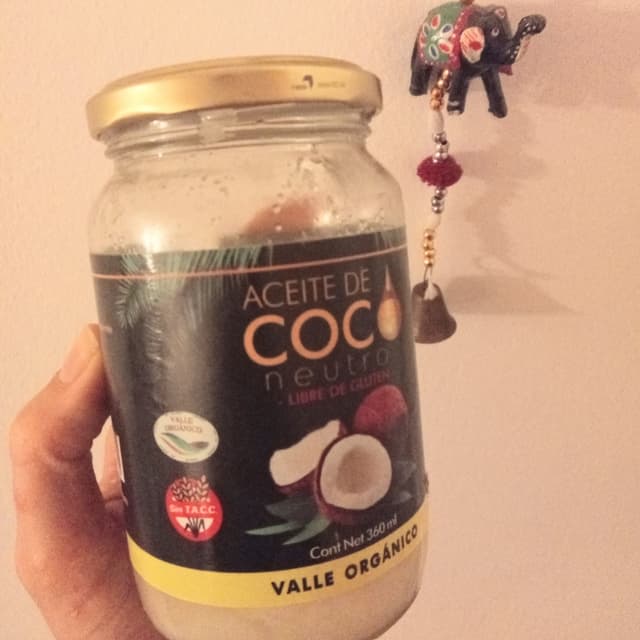 ACEITE DE
COCO
neutro
LIBRE DE GLUTEN
VALLE
ORGÁNICO
Sin T.A.C.C.
Cont Net 360 ml
VALLE ORGÁNICO